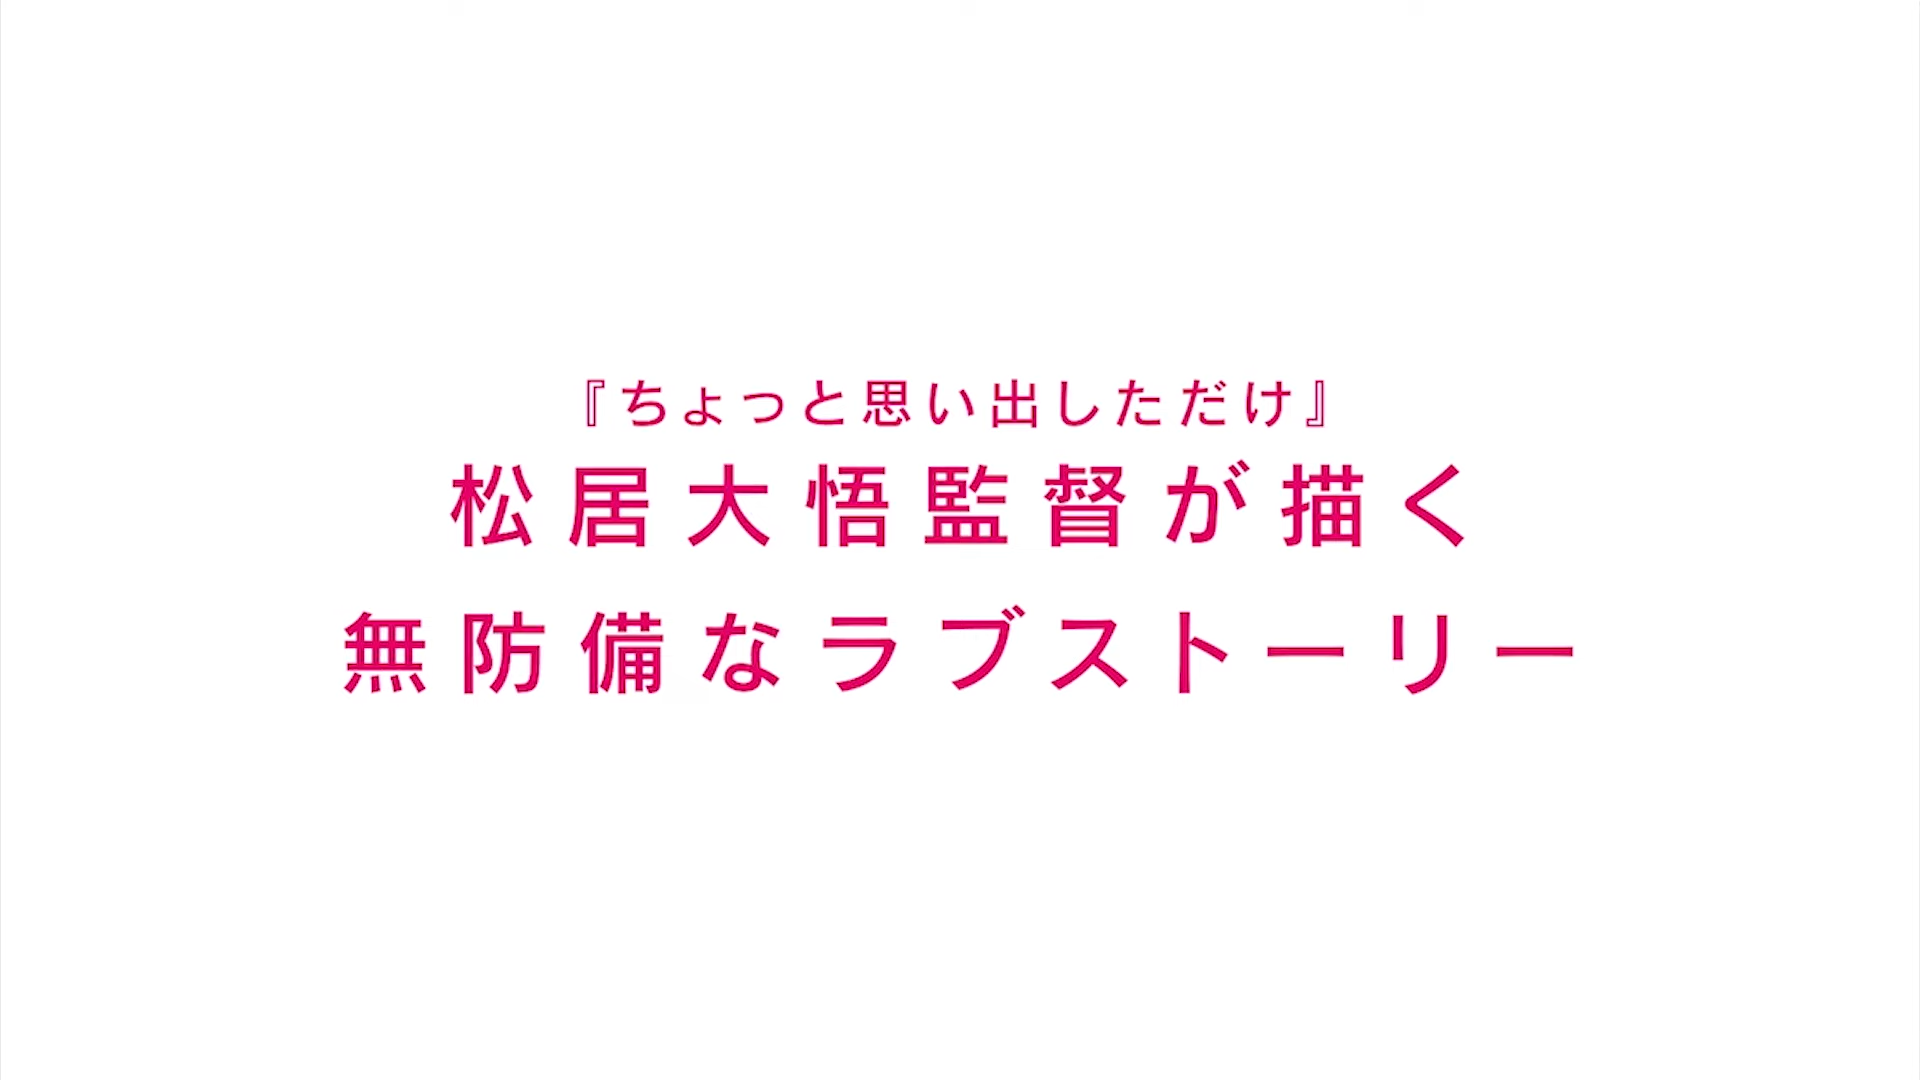 『ちょっと思い出しただけ』
松居大悟監督が描く
無防備なラブストーリー